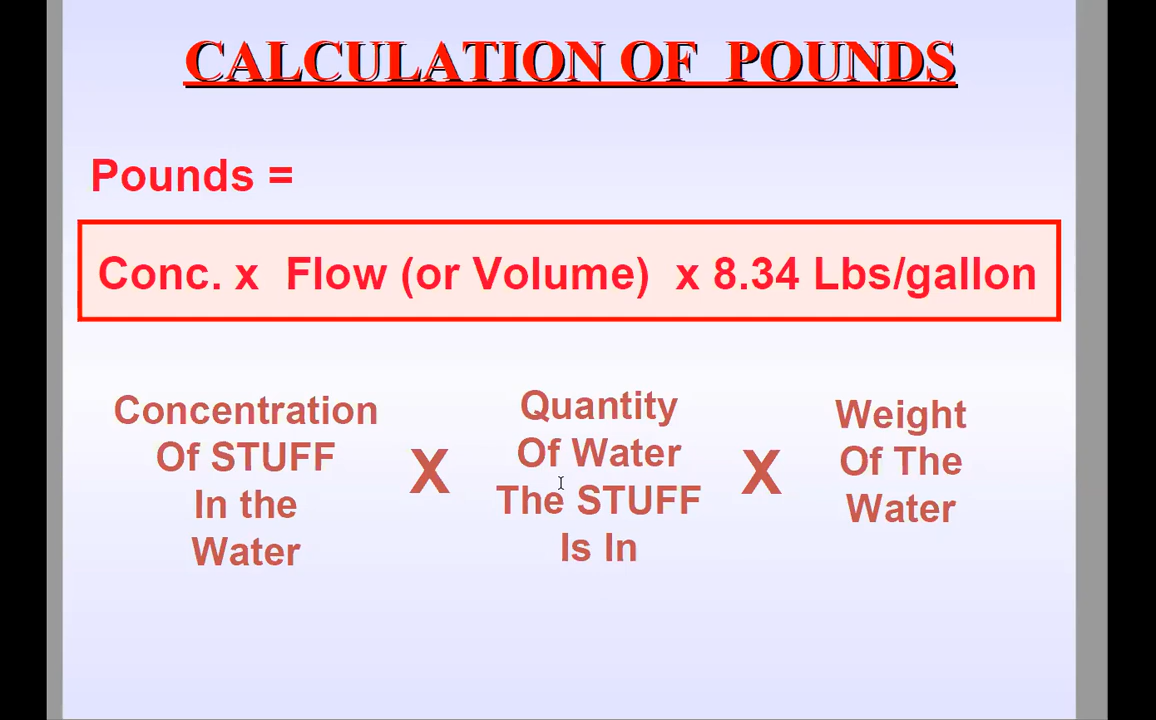 CALCULATION OF POUNDS
Pounds =
Conc. x Flow (or Volume) x 8.34 Lbs/gallon
Concentration
Of STUFF
In the
Water
X
Quantity
Of Water
The STUFF
Is In
X
Weight
Of The
Water